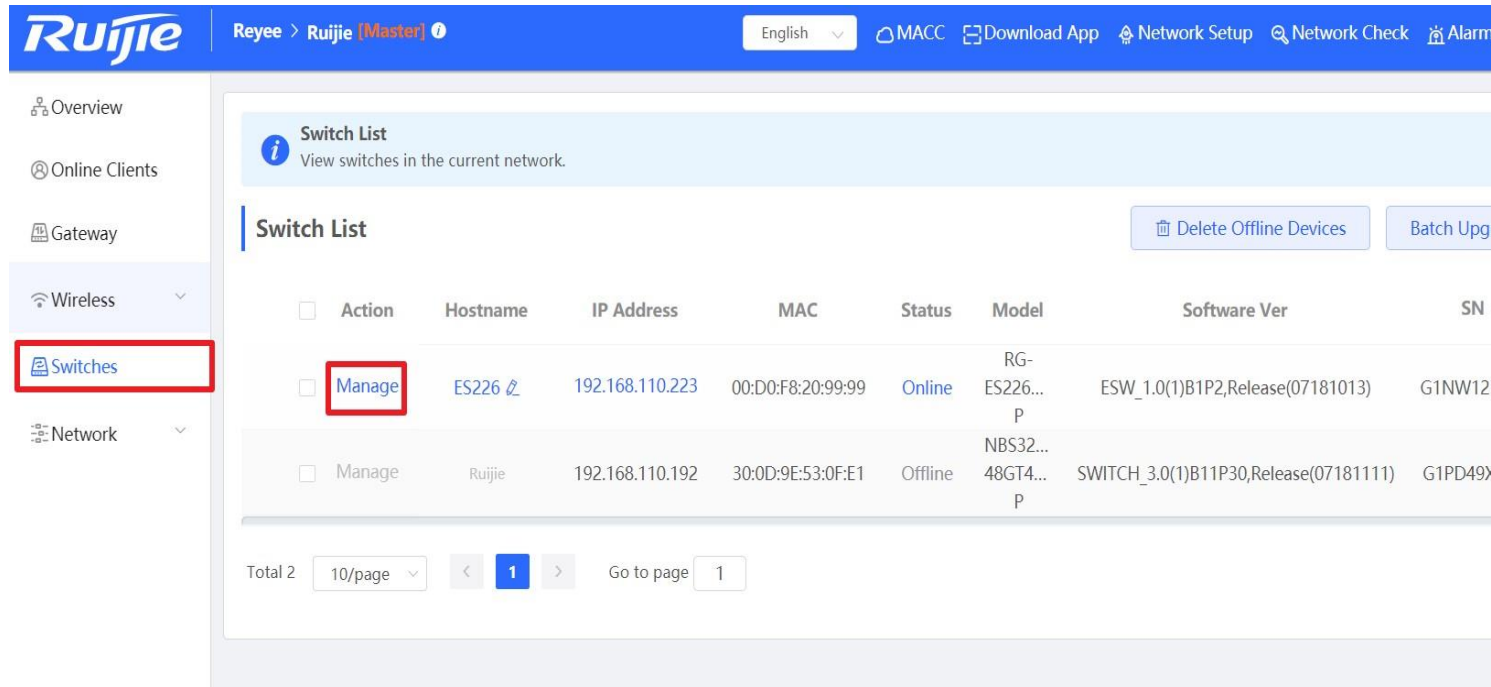 Ruijie
Reyee > Ruijie [Master]
English
MACC
Download App
Network Setup
Network Check
Alarm
Overview
Online Clients
Gateway
Wireless
Switches
Network
Switch List
View switches in the current network.
Switch List
Delete Offline Devices
Batch Upg
Action Hostname IP Address MAC Status Model Software Ver SN
Manage ES226 192.168.110.223 00:D0:F8:20:99:99 Online RG-
ES226...
P
ESW_1.0(1)B1P2,Release(07181013) G1NW12
Manage Ruijie 192.168.110.192 30:0D:9E:53:0F:E1 Offline NBS32...
48GT4...
P
SWITCH_3.0(1)B11P30,Release(07181111) G1PD49X
Total 2 10/page < 1 > Go to page 1